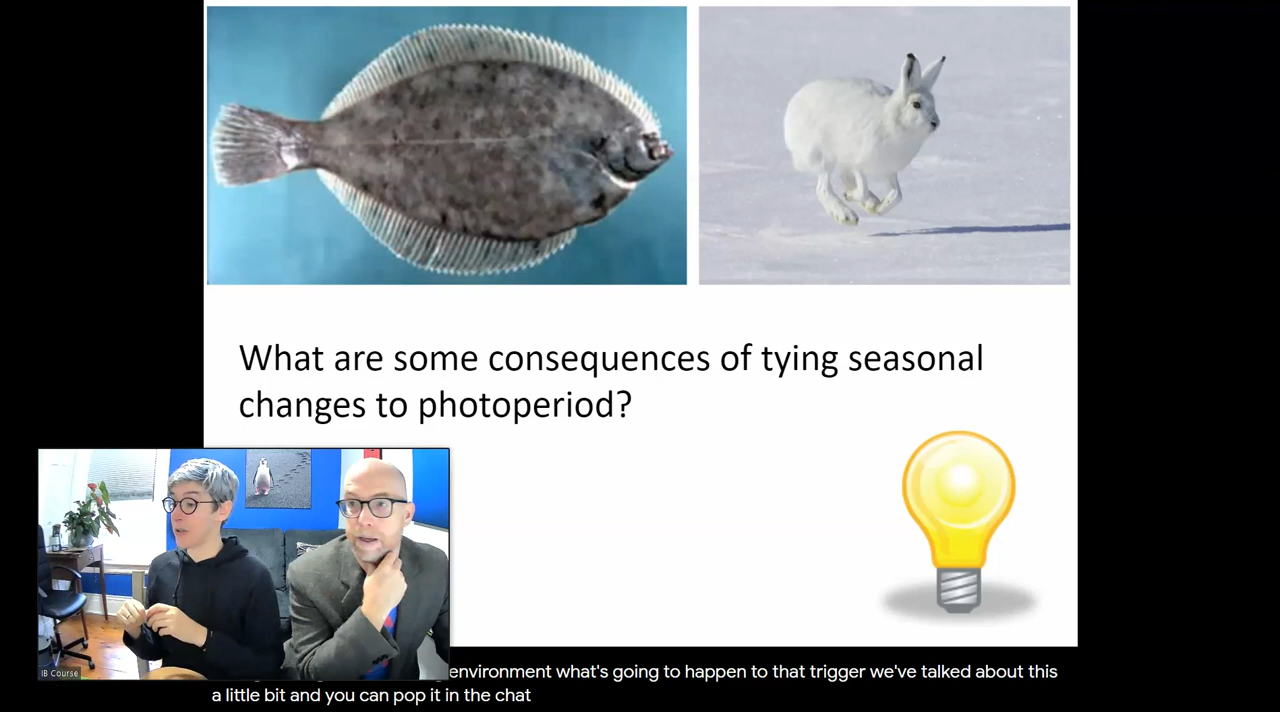 What are some consequences of tying seasonal
changes to photoperiod?
IB Course
environment what's going to happen to that trigger we've talked about this
a little bit and you can pop it in the chat